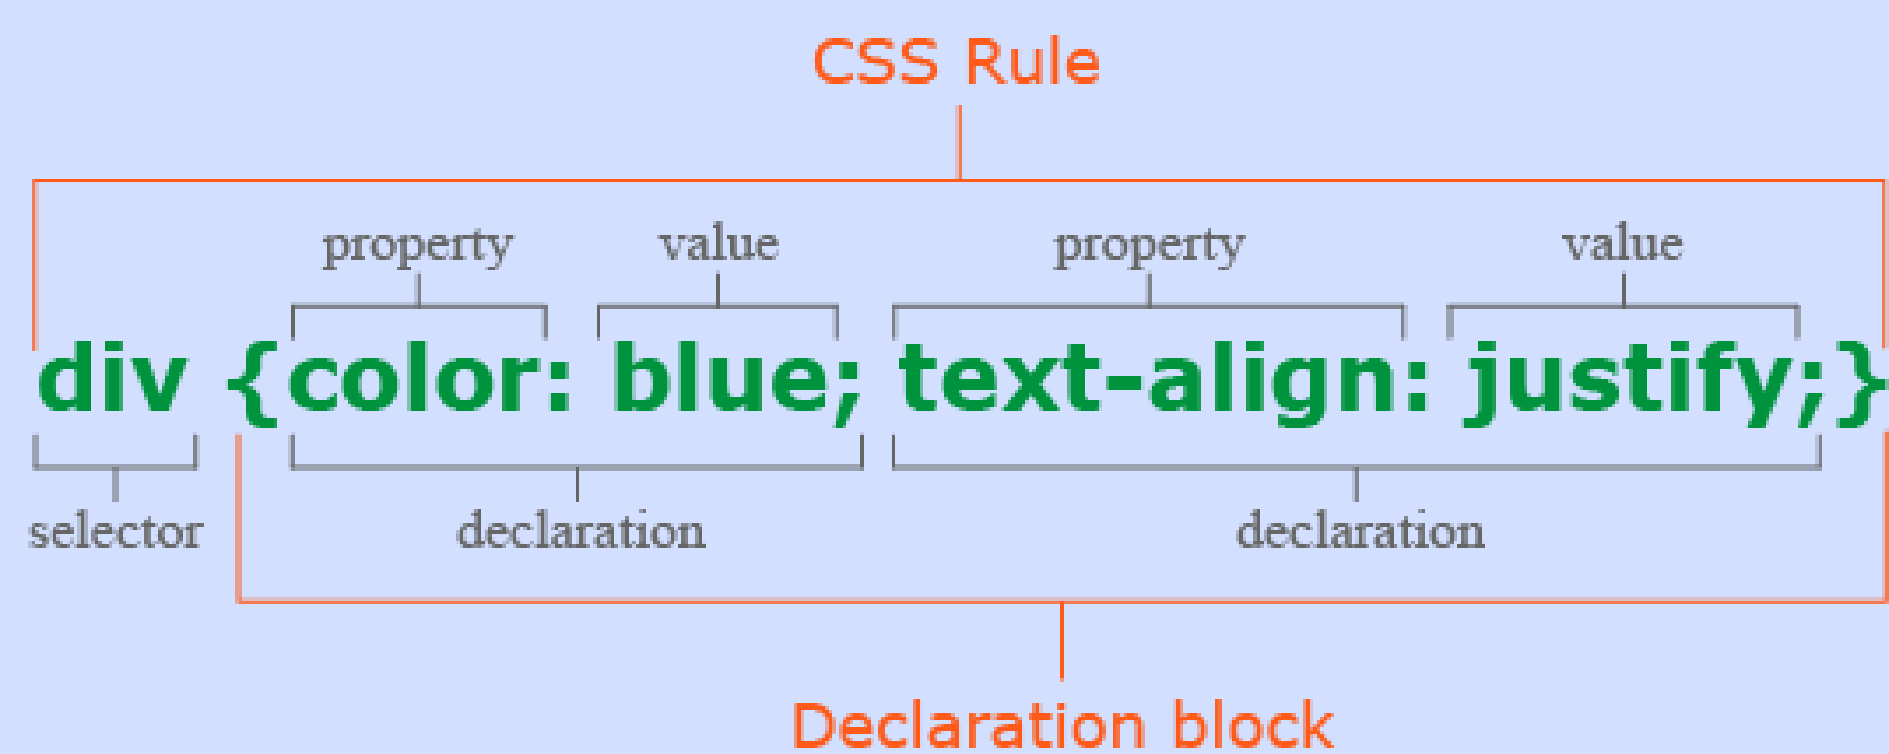 CSS Rule
property value property value
div {color: blue; text-align: justify;}
selector declaration declaration
Declaration block